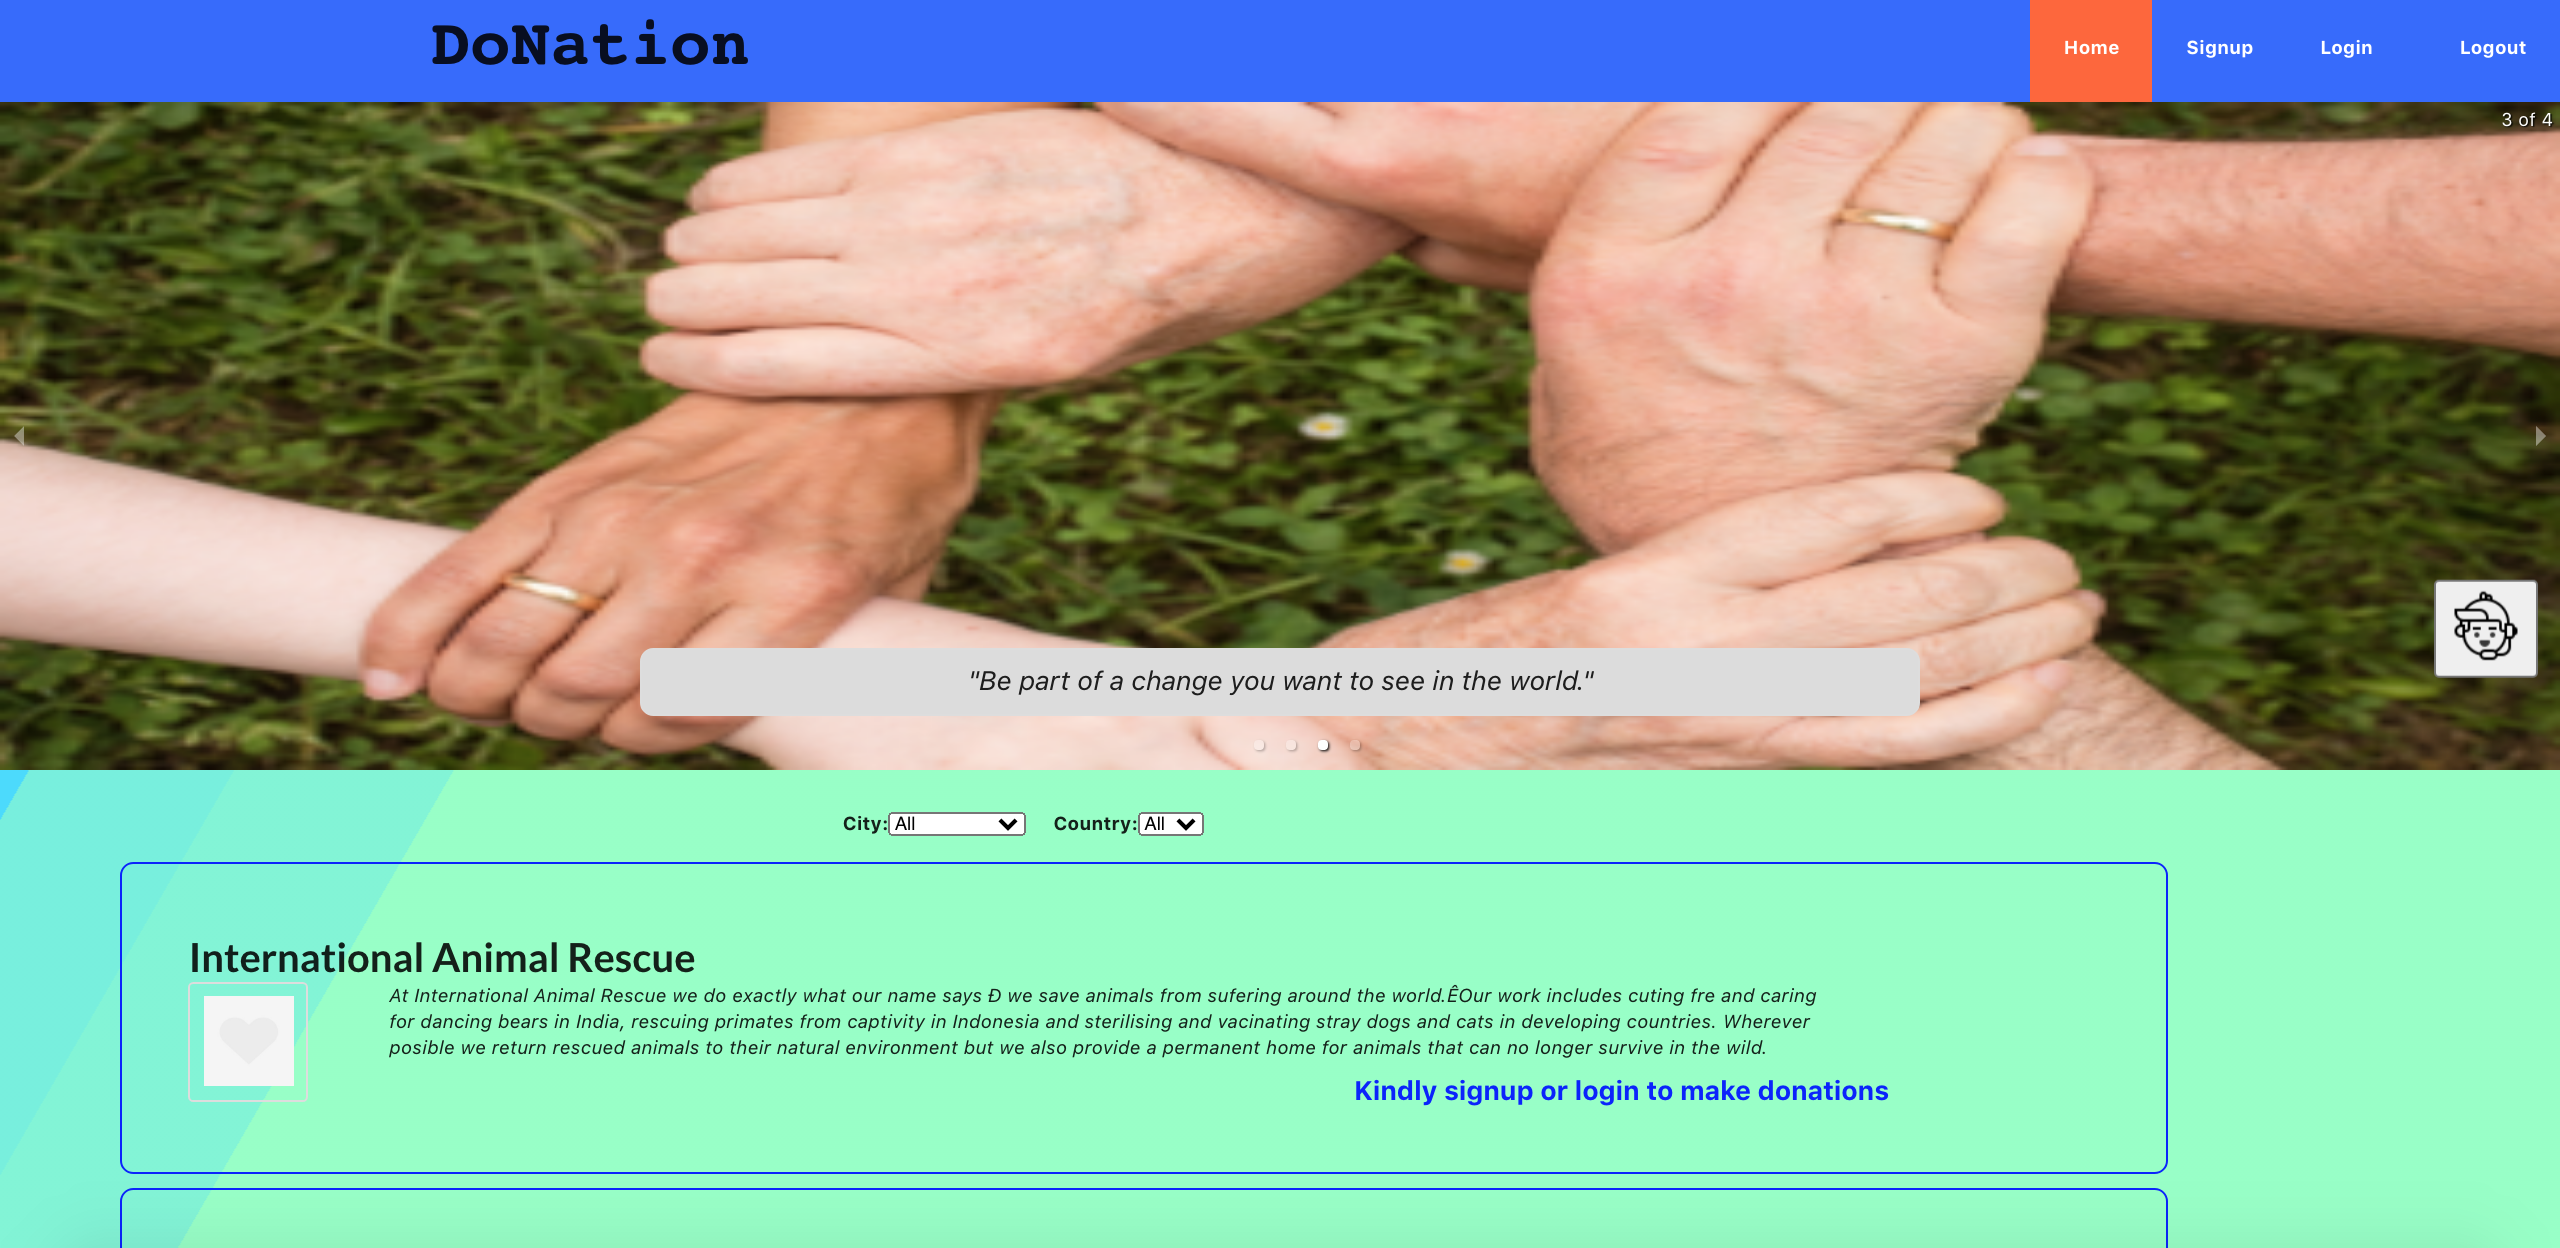 DoNation
Home Signup Login Logout
3 of 4
"Be part of a change you want to see in the world."
City: All Country: All
International Animal Rescue
At International Animal Rescue we do exactly what our name says Ð we save animals from sufering around the world.ÊOur work includes cuting fre and caring
for dancing bears in India, rescuing primates from captivity in Indonesia and sterilising and vacinating stray dogs and cats in developing countries. Wherever
posible we return rescued animals to their natural environment but we also provide a permanent home for animals that can no longer survive in the wild.
Kindly signup or login to make donations